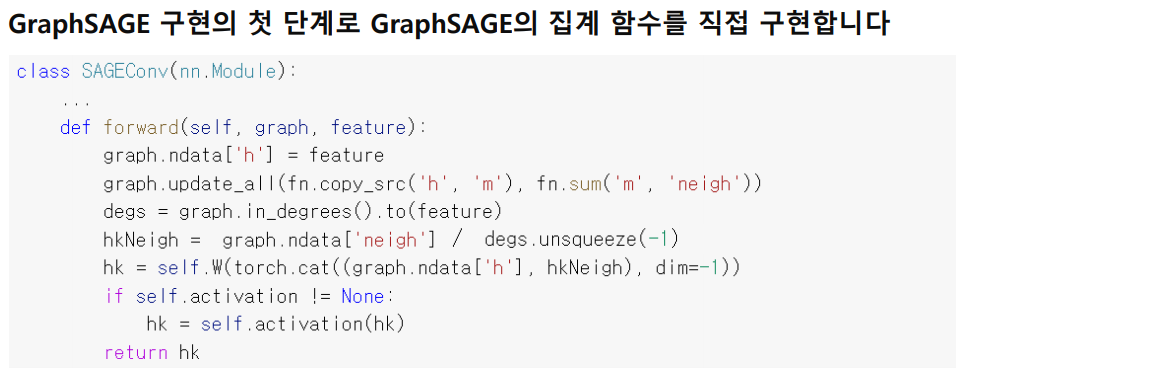 GraphSAGE 구현의 첫 단계로 GraphSAGE의 집계 함수를 직접 구현합니다
class SAGEConv(nn.Module):
    ...
    def forward(self, graph, feature):
        graph.ndata['h'] = feature
        graph.update_all(fn.copy_src('h', 'm'), fn.sum('m', 'neigh'))
        degs = graph.in_degrees().to(feature)
        hkNeigh =  graph.ndata['neigh'] /  degs.unsqueeze(-1)
        hk = self.W(torch.cat((graph.ndata['h'], hkNeigh), dim=-1))
        if self.activation != None:
            hk = self.activation(hk)
        return hk